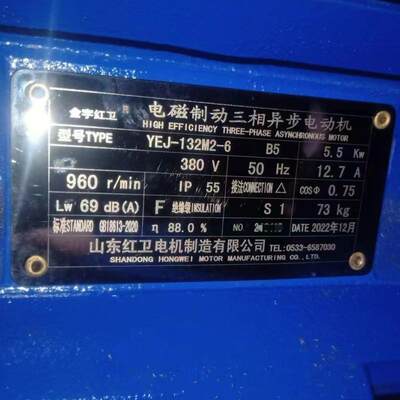 金宇红卫 电磁制动三相异步电动机
HIGH EFFICIENCY THREE-PHASE ASYNCHRONOUS MOTOR
型号TYPE YEJ-132M2-6 B5 5.5 Kw
380 V 50 Hz 12.7 A
960 r/min IP 55 接法CONNECTION △ COSΦ 0.75
Lw 69 dB(A) F 绝缘等级INSULATION S1 73 kg
标准STANDARD GB18613-2020 η 88.0% NO DATE 2022年12月
山东红卫电机制造有限公司 TEL:0533-6587030
SHANDONG HONGWEI MOTOR MANUFACTURING CO.,LTD.